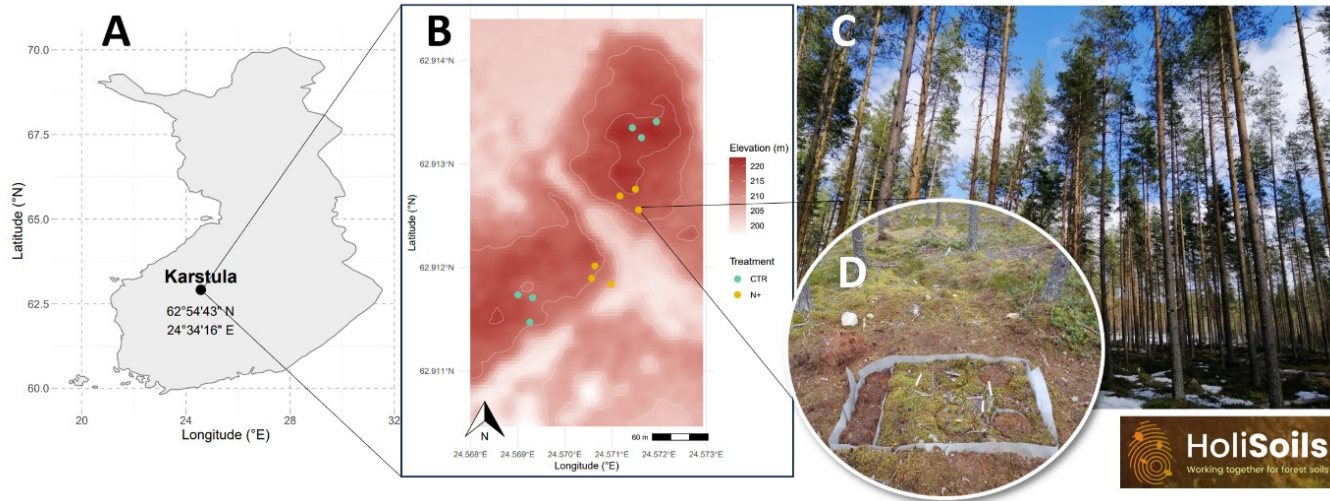 A
70.0
67.5
65.0
62.5
60.0
Latitude (°N)
Karstula
62°54'43" N
24°34'16" E
20
24
28
32
Longitude (°E)
B
62.914°N
62.913°N
62.912°N
62.911°N
Latitude (°N)
Elevation (m)
220
215
210
205
200
Treatment
CTR
N+
N
60 m
24.568°E
24.569°E
24.570°E
24.571°E
24.572°E
24.573°E
Longitude (°E)
C
D
HoliSoils
Working together for forest soils